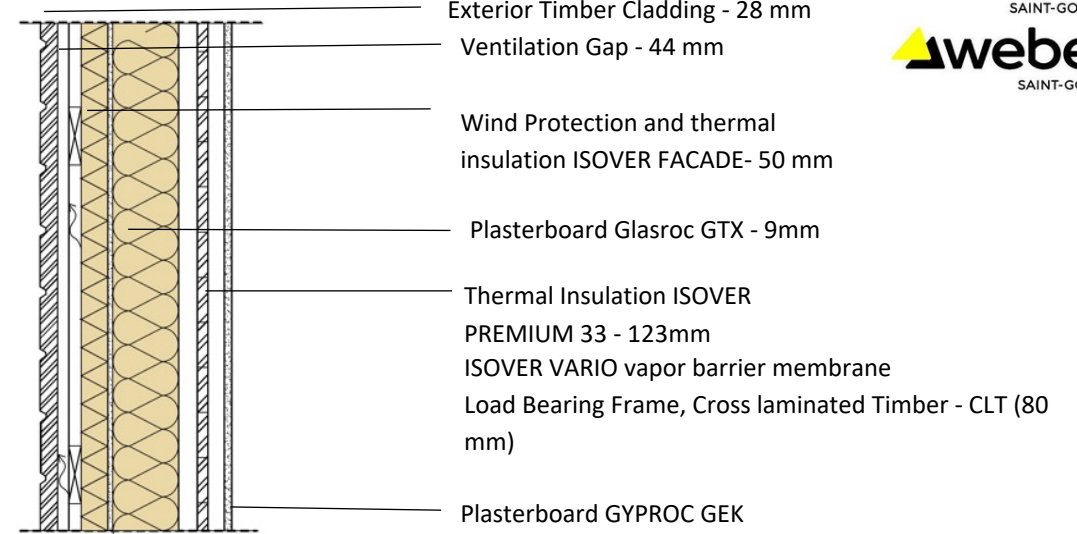 SAINT-GO
Exterior Timber Cladding - 28 mm
Ventilation Gap - 44 mm
webe
SAINT-GO
Wind Protection and thermal
insulation ISOVER FACADE- 50 mm
Plasterboard Glasroc GTX - 9mm
Thermal Insulation ISOVER
PREMIUM 33 - 123mm
ISOVER VARIO vapor barrier membrane
Load Bearing Frame, Cross laminated Timber - CLT (80
mm)
Plasterboard GYPROC GEK